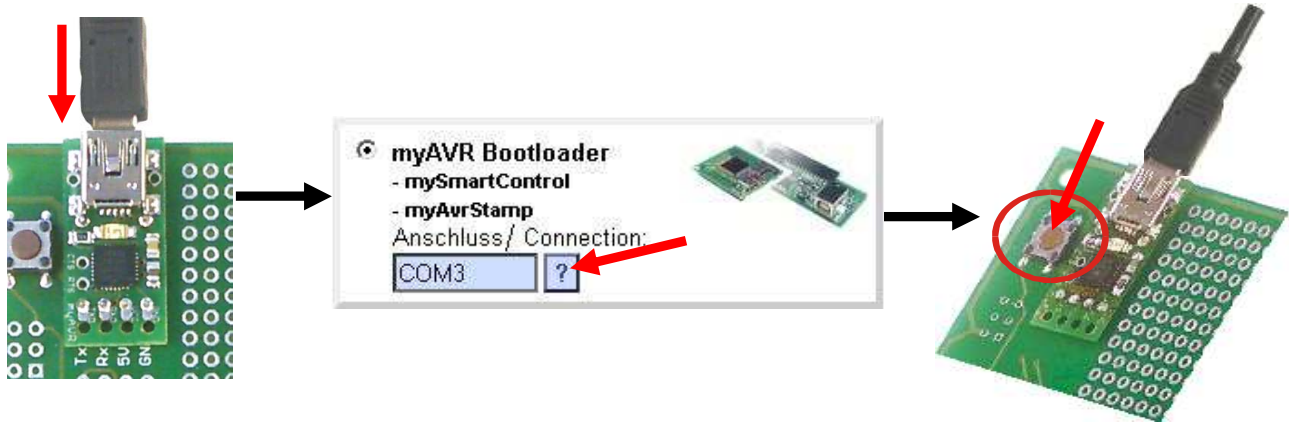 myAVR Bootloader
- mySmartControl
- myAvrStamp
Anschluss/ Connection:
COM3 ?
Tx
Rx
5V
GN